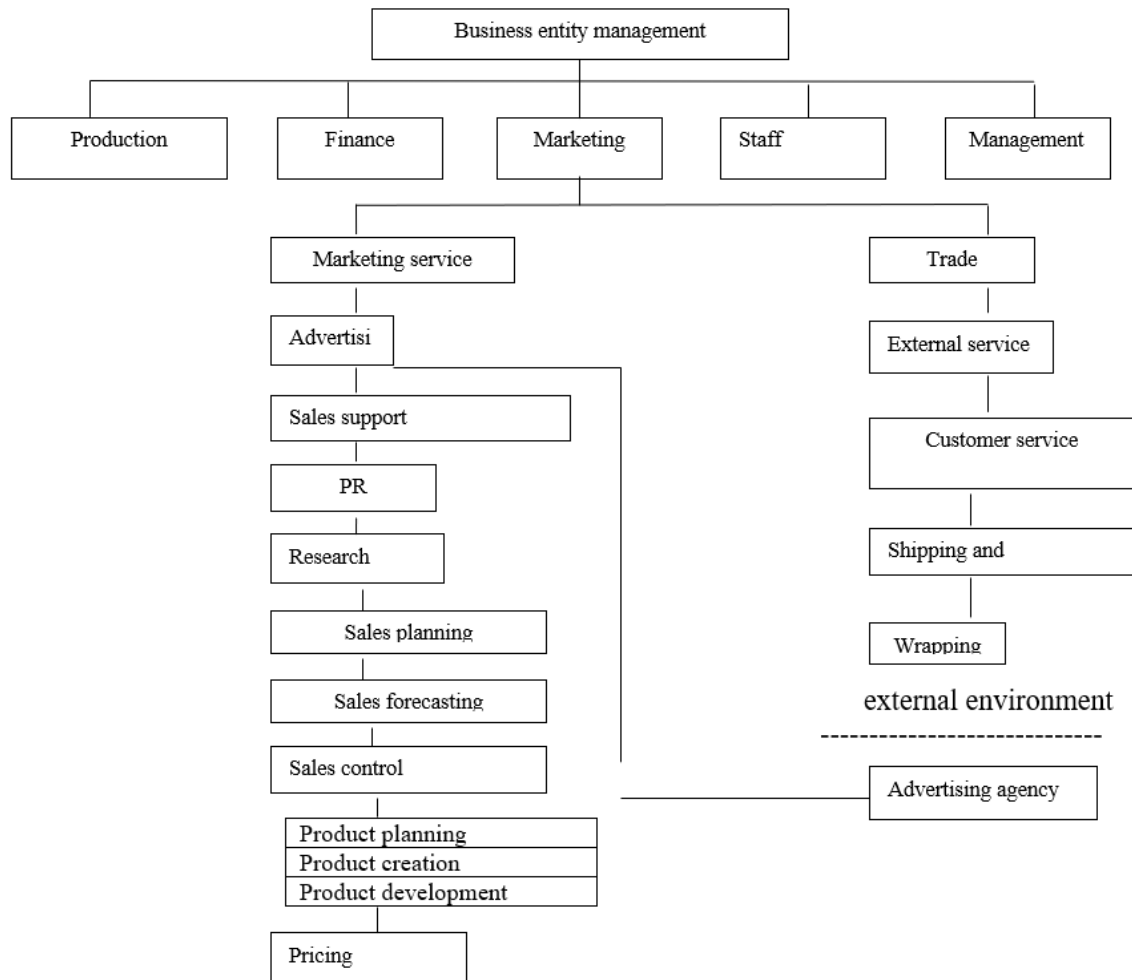 Business entity management
Production
Finance
Marketing
Staff
Management
Marketing service
Trade
Advertisi
External service
Sales support
Customer service
PR
Research
Shipping and
Sales planning
Wrapping
Sales forecasting
external environment
Sales control
Advertising agency
Product planning
Product creation
Product development
Pricing